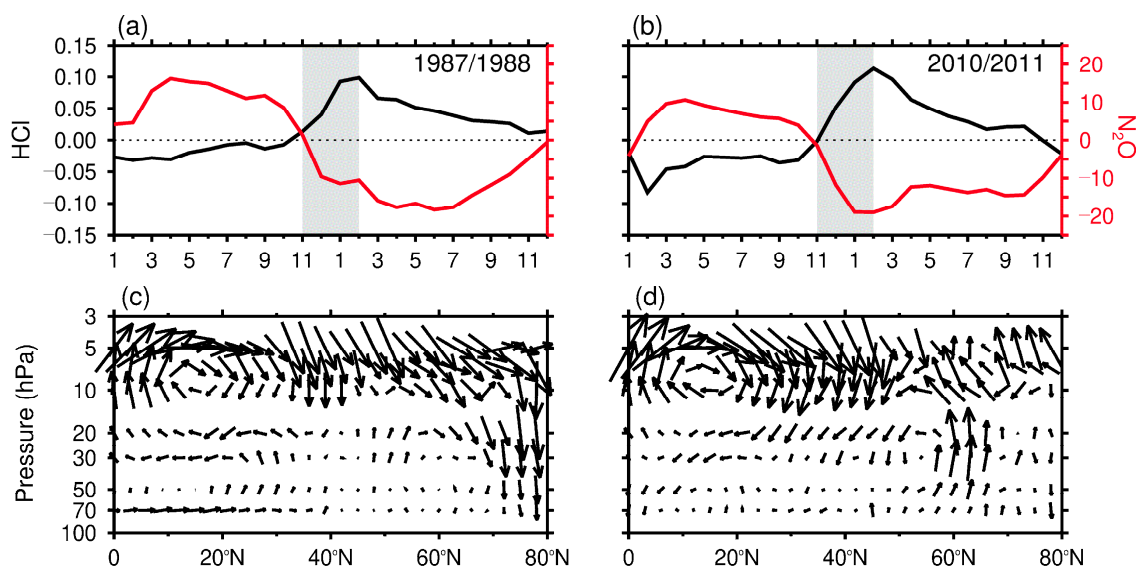 (a)
(b)
0.15
0.10
0.05
0.00
−0.05
−0.10
−0.15
HCl
1987/1988
2010/2011
20
10
0
−10
−20
N₂O
1 3 5 7 9 11 1 3 5 7 9 11
1 3 5 7 9 11 1 3 5 7 9 11
(c)
(d)
3
5
10
20
30
50
70
100
Pressure (hPa)
0 20°N 40°N 60°N 80°N
0 20°N 40°N 60°N 80°N